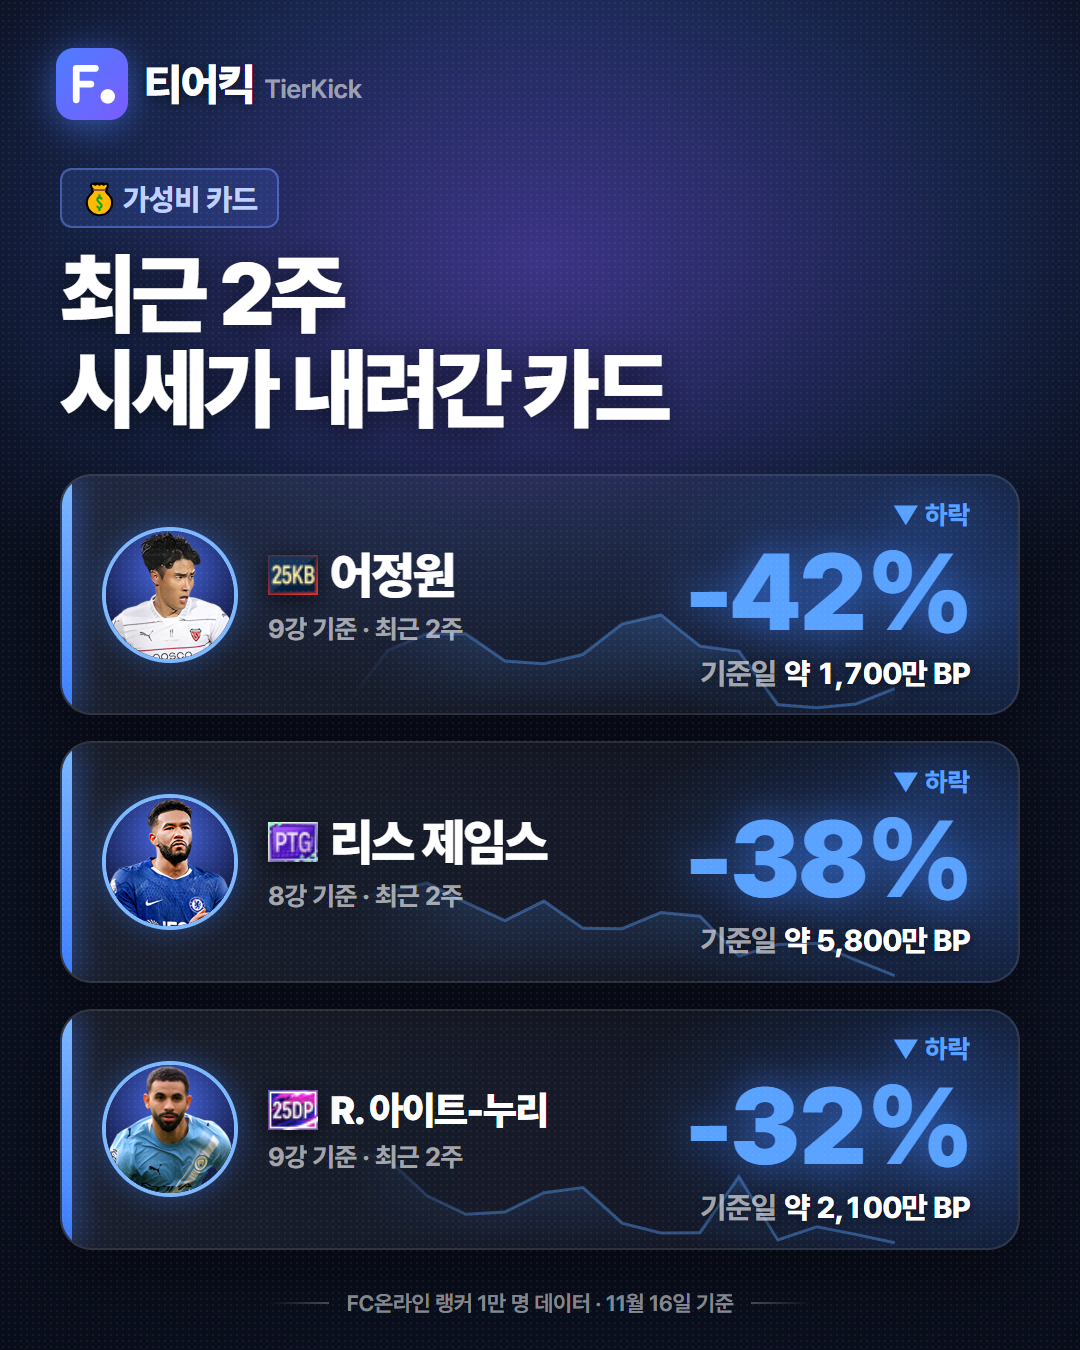 F.
티어킥 TierKick
가성비 카드
최근 2주
시세가 내려간 카드
▼ 하락
25KB 어정원
-42%
9강 기준 · 최근 2주
기준일 약 1,700만 BP
▼ 하락
PTG 리스 제임스
-38%
8강 기준 · 최근 2주
기준일 약 5,800만 BP
▼ 하락
25DP R. 아이트-누리
-32%
9강 기준 · 최근 2주
기준일 약 2,100만 BP
FC온라인 랭커 1만 명 데이터 · 11월 16일 기준